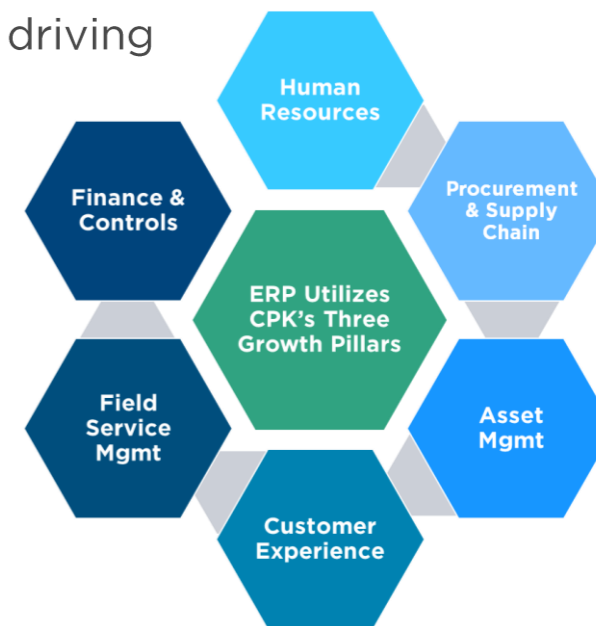 driving
Human
Resources
Finance &
Controls
Procurement
& Supply
Chain
ERP Utilizes
CPK's Three
Growth Pillars
Field
Service
Mgmt
Asset
Mgmt
Customer
Experience